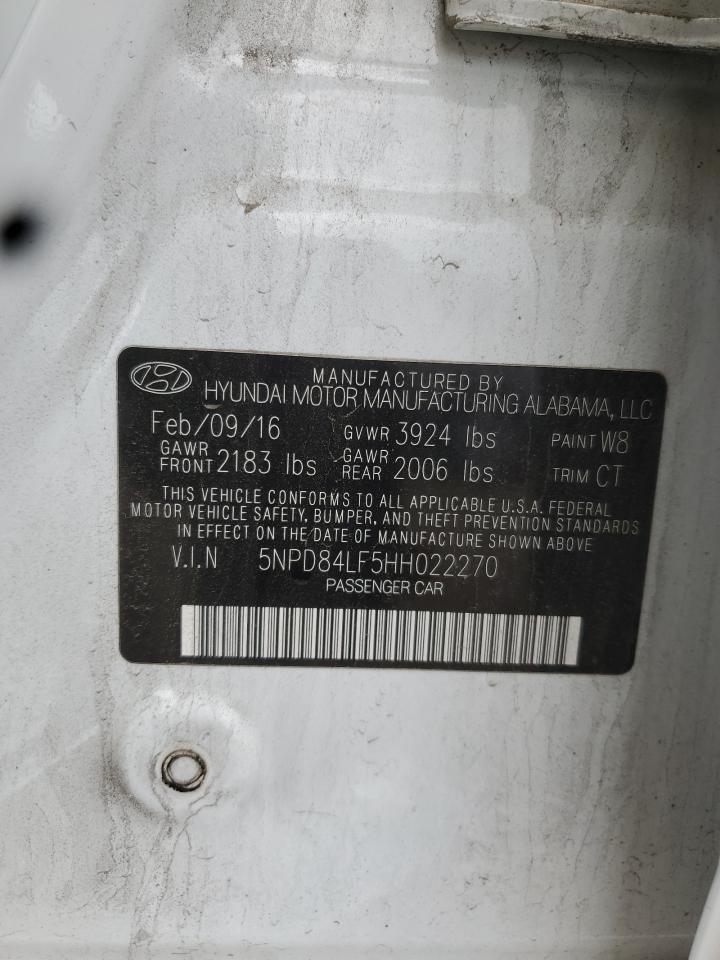 MANUFACTURED BY
HYUNDAI MOTOR MANUFACTURING ALABAMA, LLC
Feb/09/16 GVWR 3924 lbs PAINT W8
GAWR FRONT 2183 lbs GAWR REAR 2006 lbs TRIM CT
THIS VEHICLE CONFORMS TO ALL APPLICABLE U.S.A. FEDERAL
MOTOR VEHICLE SAFETY, BUMPER, AND THEFT PREVENTION STANDARDS
IN EFFECT ON THE DATE OF MANUFACTURE SHOWN ABOVE
V.I.N 5NPD84LF5HH022270
PASSENGER CAR